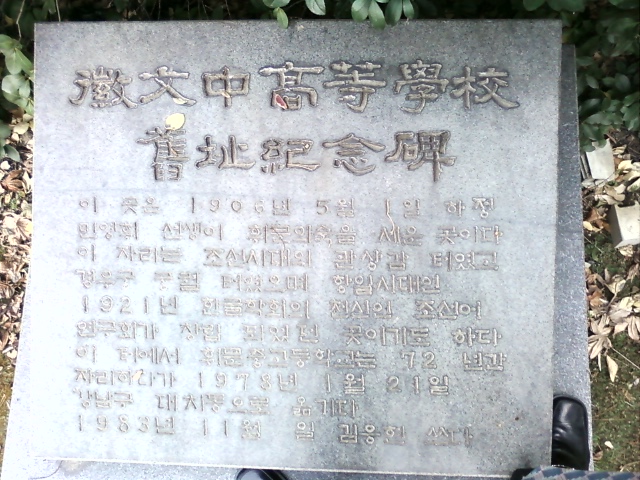 徽文中高等學校
舊址紀念碑
이 곳은 1906년 5월 1일 하정
민영휘 선생이 휘문의숙을 세운 곳이다
이 자리는 조선시대의 관상감 터였고
경우궁 터였으며 항일시대인
1921년 한글학회의 전신인 조선어
연구회가 창립 되었던 곳이기도 하다
이 터에서 휘문중고등학교는 72 년간
자리하다가 1978년 1월 21일
강남구 대치동으로 옮기다
1983년 11월 일 김응현 쓰다